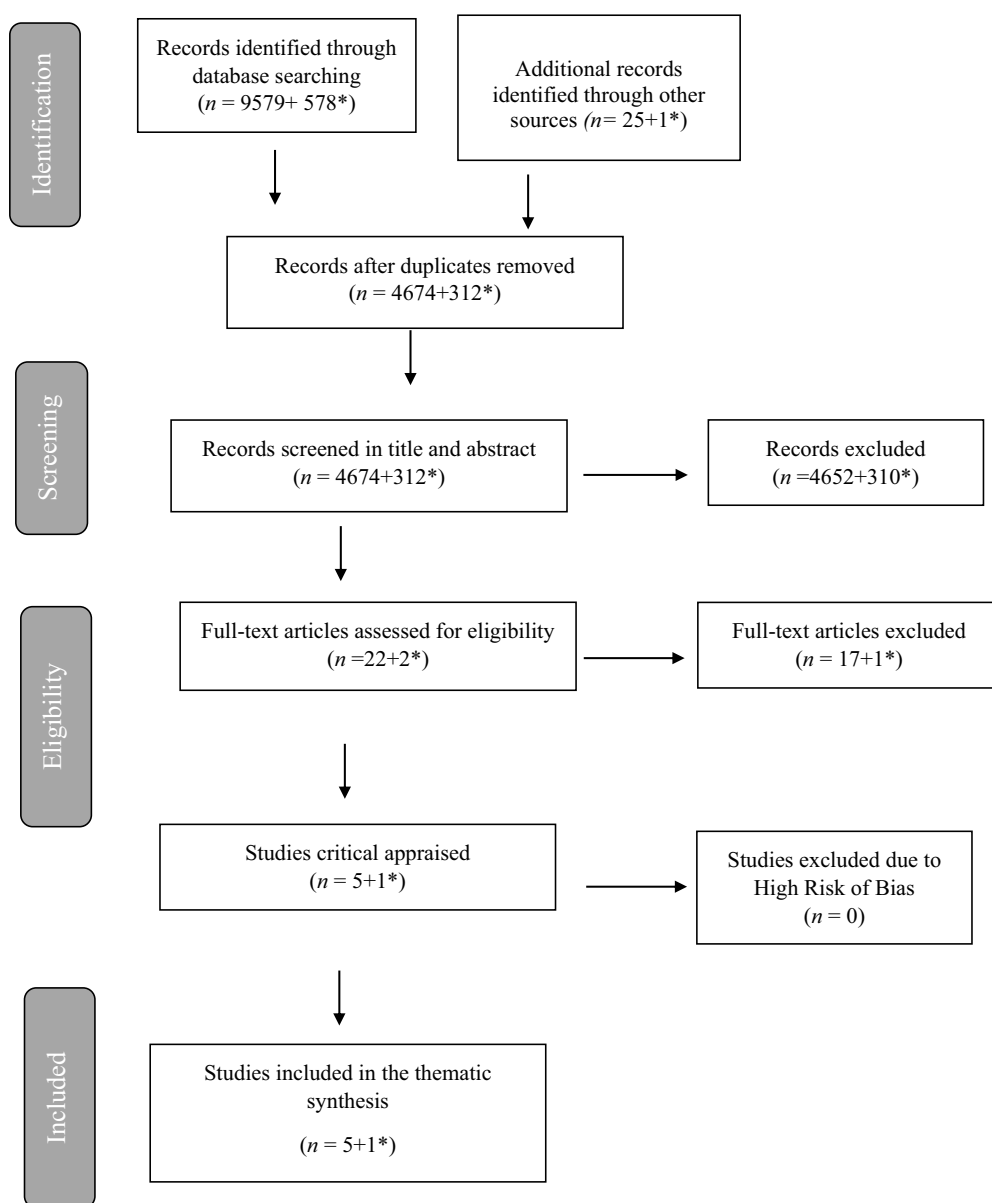 Identification
Records identified through
database searching
(n = 9579+ 578*)
Additional records
identified through other
sources (n= 25+1*)
Records after duplicates removed
(n = 4674+312*)
Screening
Records screened in title and abstract
(n = 4674+312*)
Records excluded
(n =4652+310*)
Eligibility
Full-text articles assessed for eligibility
(n =22+2*)
Full-text articles excluded
(n = 17+1*)
Studies critical appraised
(n = 5+1*)
Studies excluded due to
High Risk of Bias
(n = 0)
Included
Studies included in the thematic
synthesis
(n = 5+1*)